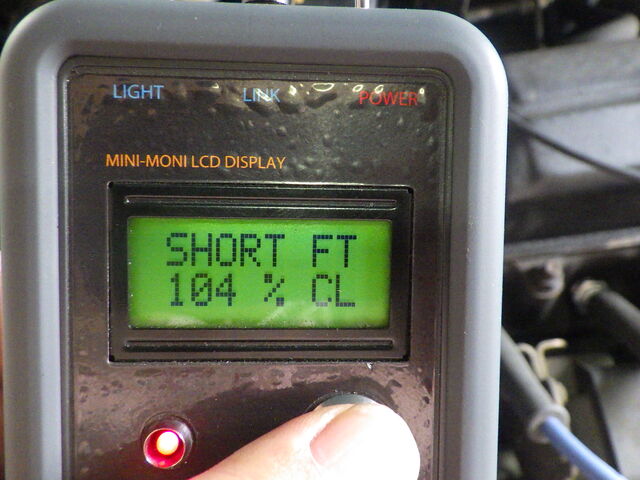 LIGHT LINK POWER
MINI-MONI LCD DISPLAY
SHORT FT
104 % CL